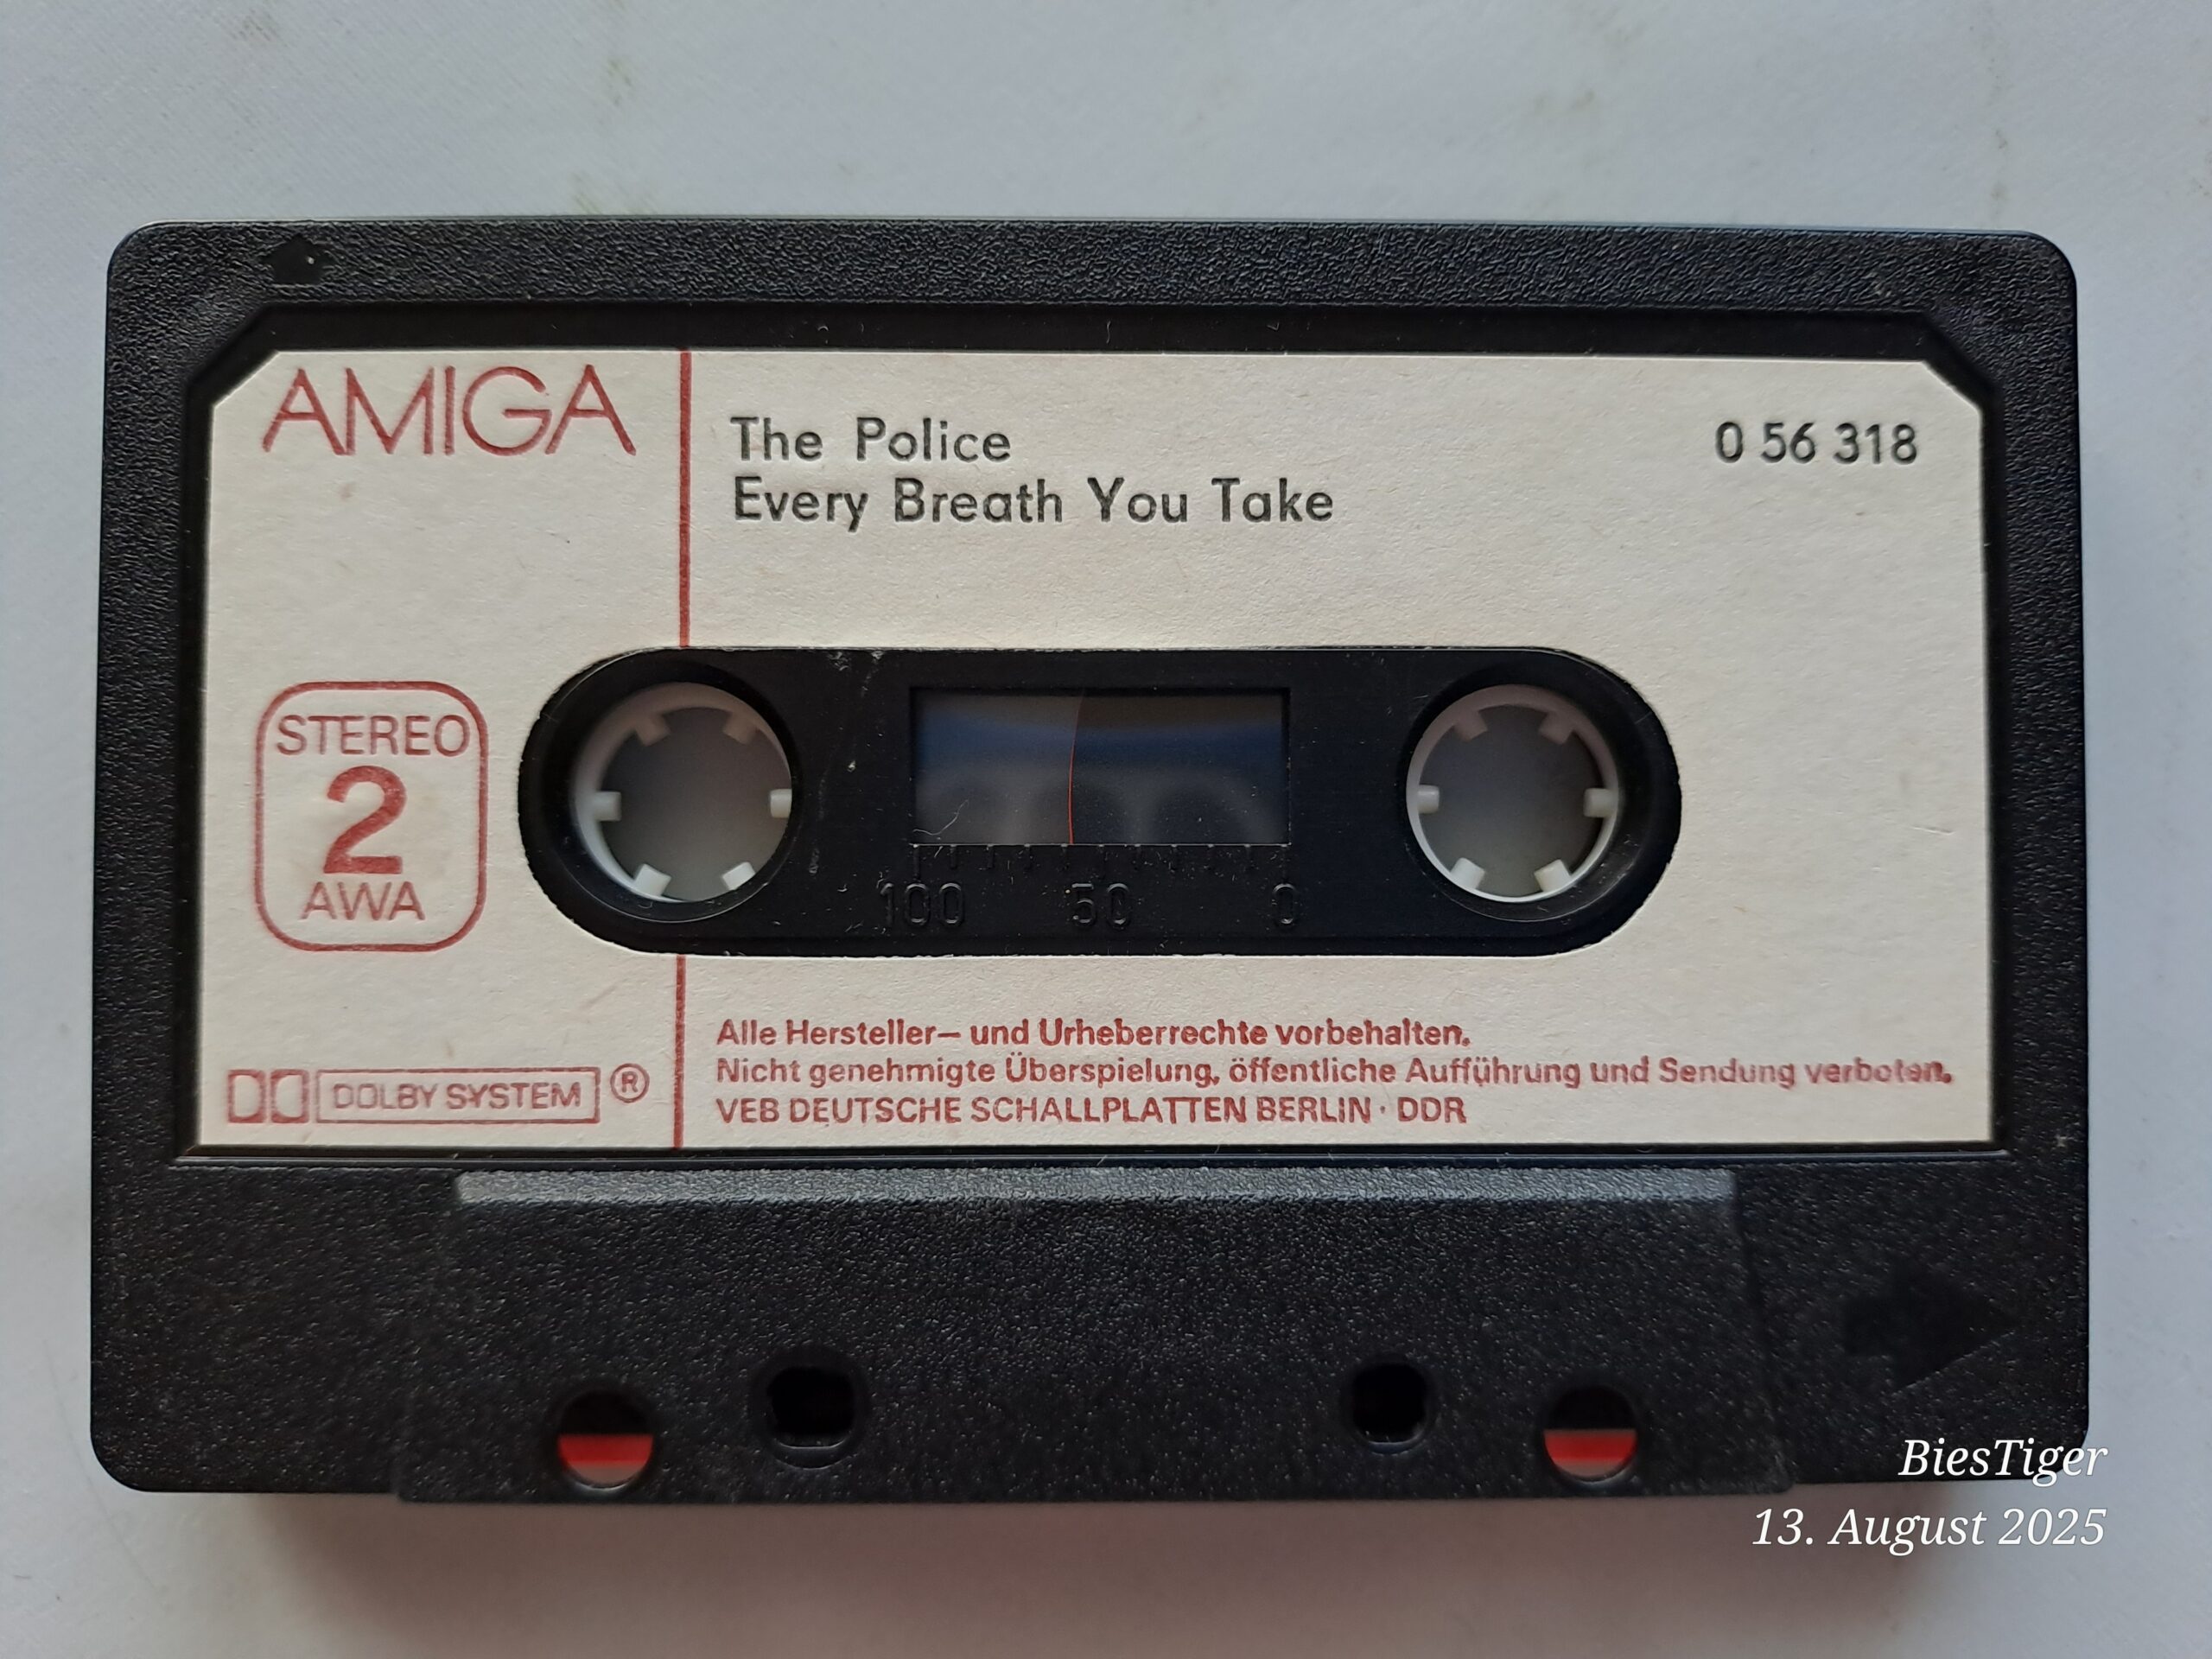 AMIGA
The Police
Every Breath You Take
0 56 318
STEREO
2
AWA
100 50 0
Alle Hersteller- und Urheberrechte vorbehalten.
Nicht genehmigte Überspielung, öffentliche Aufführung und Sendung verboten.
VEB DEUTSCHE SCHALLPLATTEN BERLIN · DDR
DOLBY SYSTEM ®
BiesTiger
13. August 2025